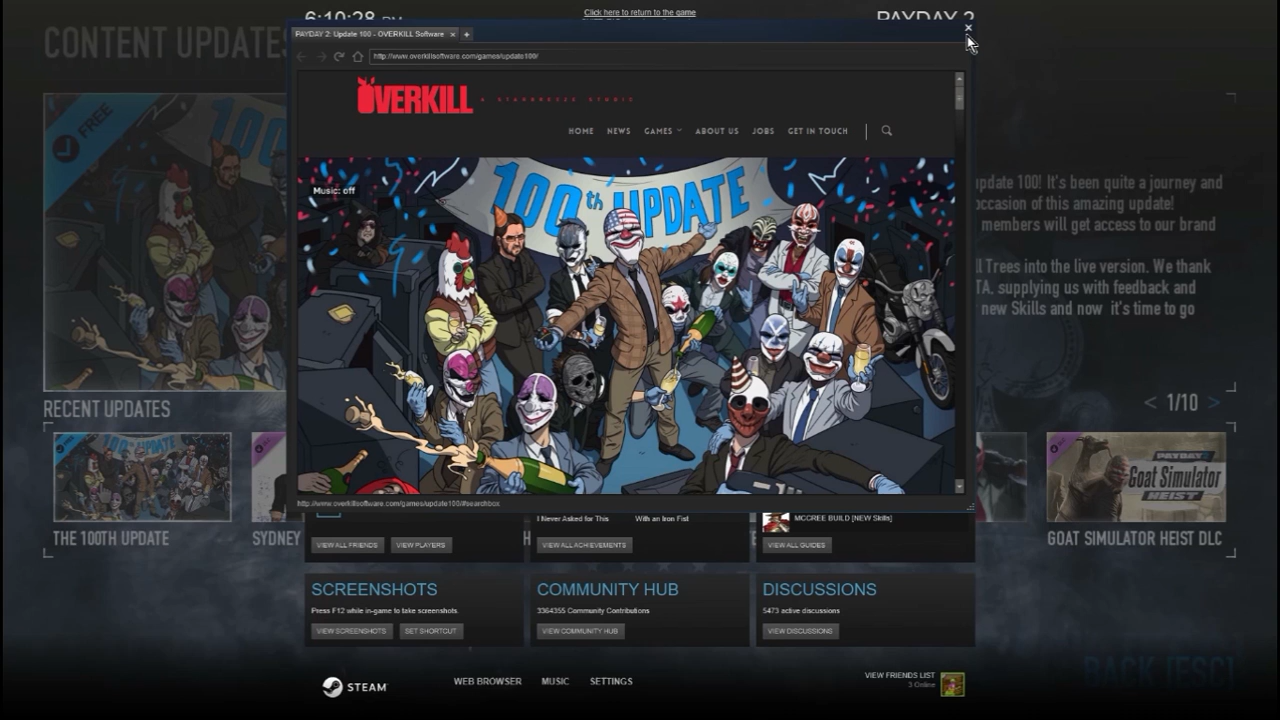 6:10:28 PM
Click here to return to the game
PAYDAY 2
CONTENT UPDATES
PAYDAY 2: Update 100 - OVERKILL Software
http://www.overkillsoftware.com/games/update100/
OVERKILL
A STARBREEZE STUDIO
HOME NEWS GAMES ABOUT US JOBS GET IN TOUCH
Music: off
100th UPDATE
FREE
100
pdate 100! It's been quite a journey and
occasion of this amazing update!
members will get access to our brand
ll Trees into the live version. We thank
TA. supplying us with feedback and
new Skills and now it's time to go
< 1/10 >
RECENT UPDATES
100th UPDATE
PAYDAY 2
Goat Simulator
HEIST
THE 100TH UPDATE
SYDNEY
GOAT SIMULATOR HEIST DLC
http://www.overkillsoftware.com/games/update100/#searchbox
I Never Asked for This
With an Iron Fist
MCCREE BUILD [NEW Skills]
VIEW ALL FRIENDS
VIEW PLAYERS
VIEW ALL ACHIEVEMENTS
VIEW ALL GUIDES
SCREENSHOTS
Press F12 while in-game to take screenshots.
VIEW SCREENSHOTS
SET SHORTCUT
COMMUNITY HUB
3364355 Community Contributions
VIEW COMMUNITY HUB
DISCUSSIONS
5473 active discussions
VIEW DISCUSSIONS
BACK [ESC]
STEAM
WEB BROWSER MUSIC SETTINGS
VIEW FRIENDS LIST
3 Online